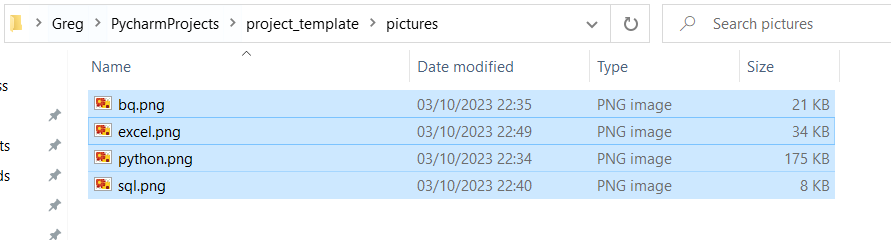 Greg > PycharmProjects > project_template > pictures Search pictures
Name Date modified Type Size
bq.png 03/10/2023 22:35 PNG image 21 KB
excel.png 03/10/2023 22:49 PNG image 34 KB
python.png 03/10/2023 22:34 PNG image 175 KB
sql.png 03/10/2023 22:40 PNG image 8 KB
ss
ts
ds